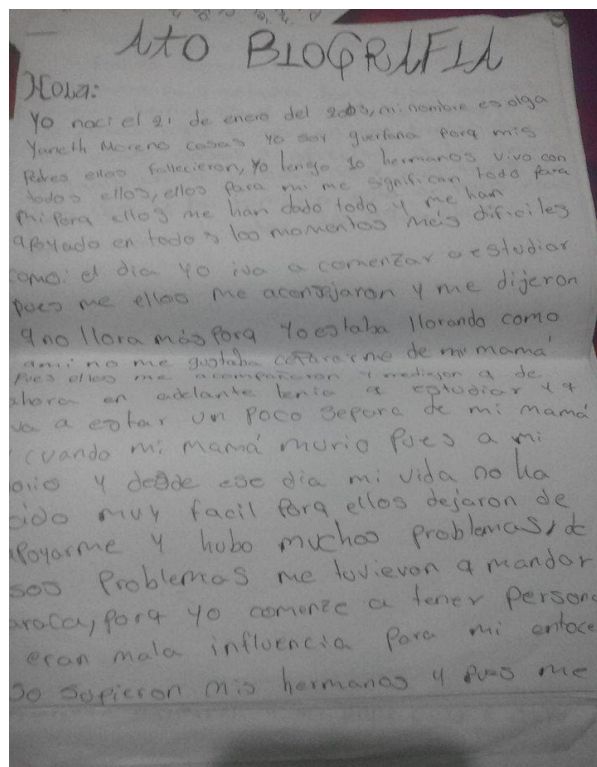 AtO BIOGRAFIA
Hola:
Yo naci el 21 de enero del 2003, mi nombre es olga
Yaneth Moreno casas yo soy guerfana porq mis
Padres ellos fallecieron, Yo tengo 10 hermanos vivo con
todos ellos, ellos Para mi me significan todo para
mi porq ellos me han dado todo y me han
apoyado en todos los momentos más dificiles
como: el dia yo iva a comenzar a estudiar
pues me ellos me aconsejaron y me dijeron
q no llora más porq Yo estaba llorando como
a mi no me gustaba separarme de mi mamá
Pues ellos me acompañaron y me dijeron q de
ahora en adelante tenia q estudiar y q
va a estar un poco separa de mi mamá
cuando mi mamá murio Pues a mi
y desde ese dia mi vida no ha
sido muy facil porq ellos dejaron de
apoyarme y hubo muchos problemas, de
esos Problemas me tuvieron q mandar
Para ca, porq yo comenze a tener person
eran mala influencia para mi entoce
so supieron mis hermanos y pues me